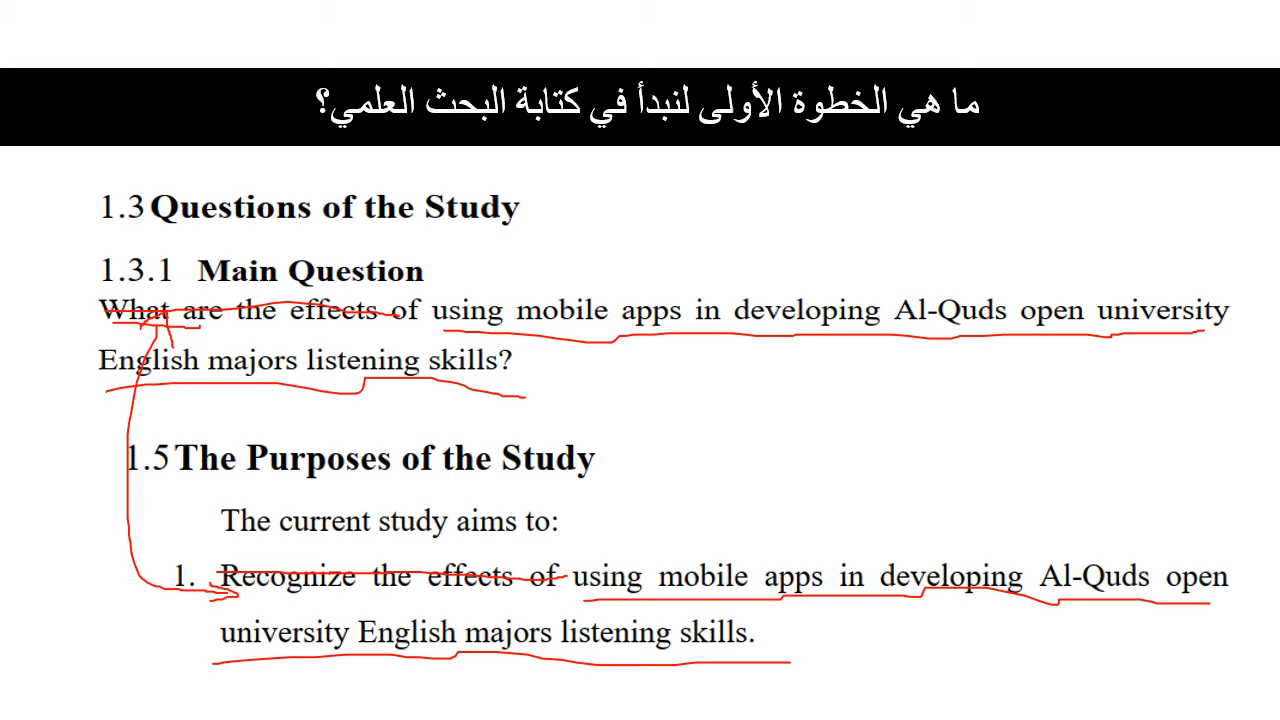 ما هي الخطوة الأولى لنبدأ في كتابة البحث العلمي؟
1.3 Questions of the Study
1.3.1 Main Question
What are the effects of using mobile apps in developing Al-Quds open university
English majors listening skills?
1.5 The Purposes of the Study
The current study aims to:
1. Recognize the effects of using mobile apps in developing Al-Quds open
university English majors listening skills.